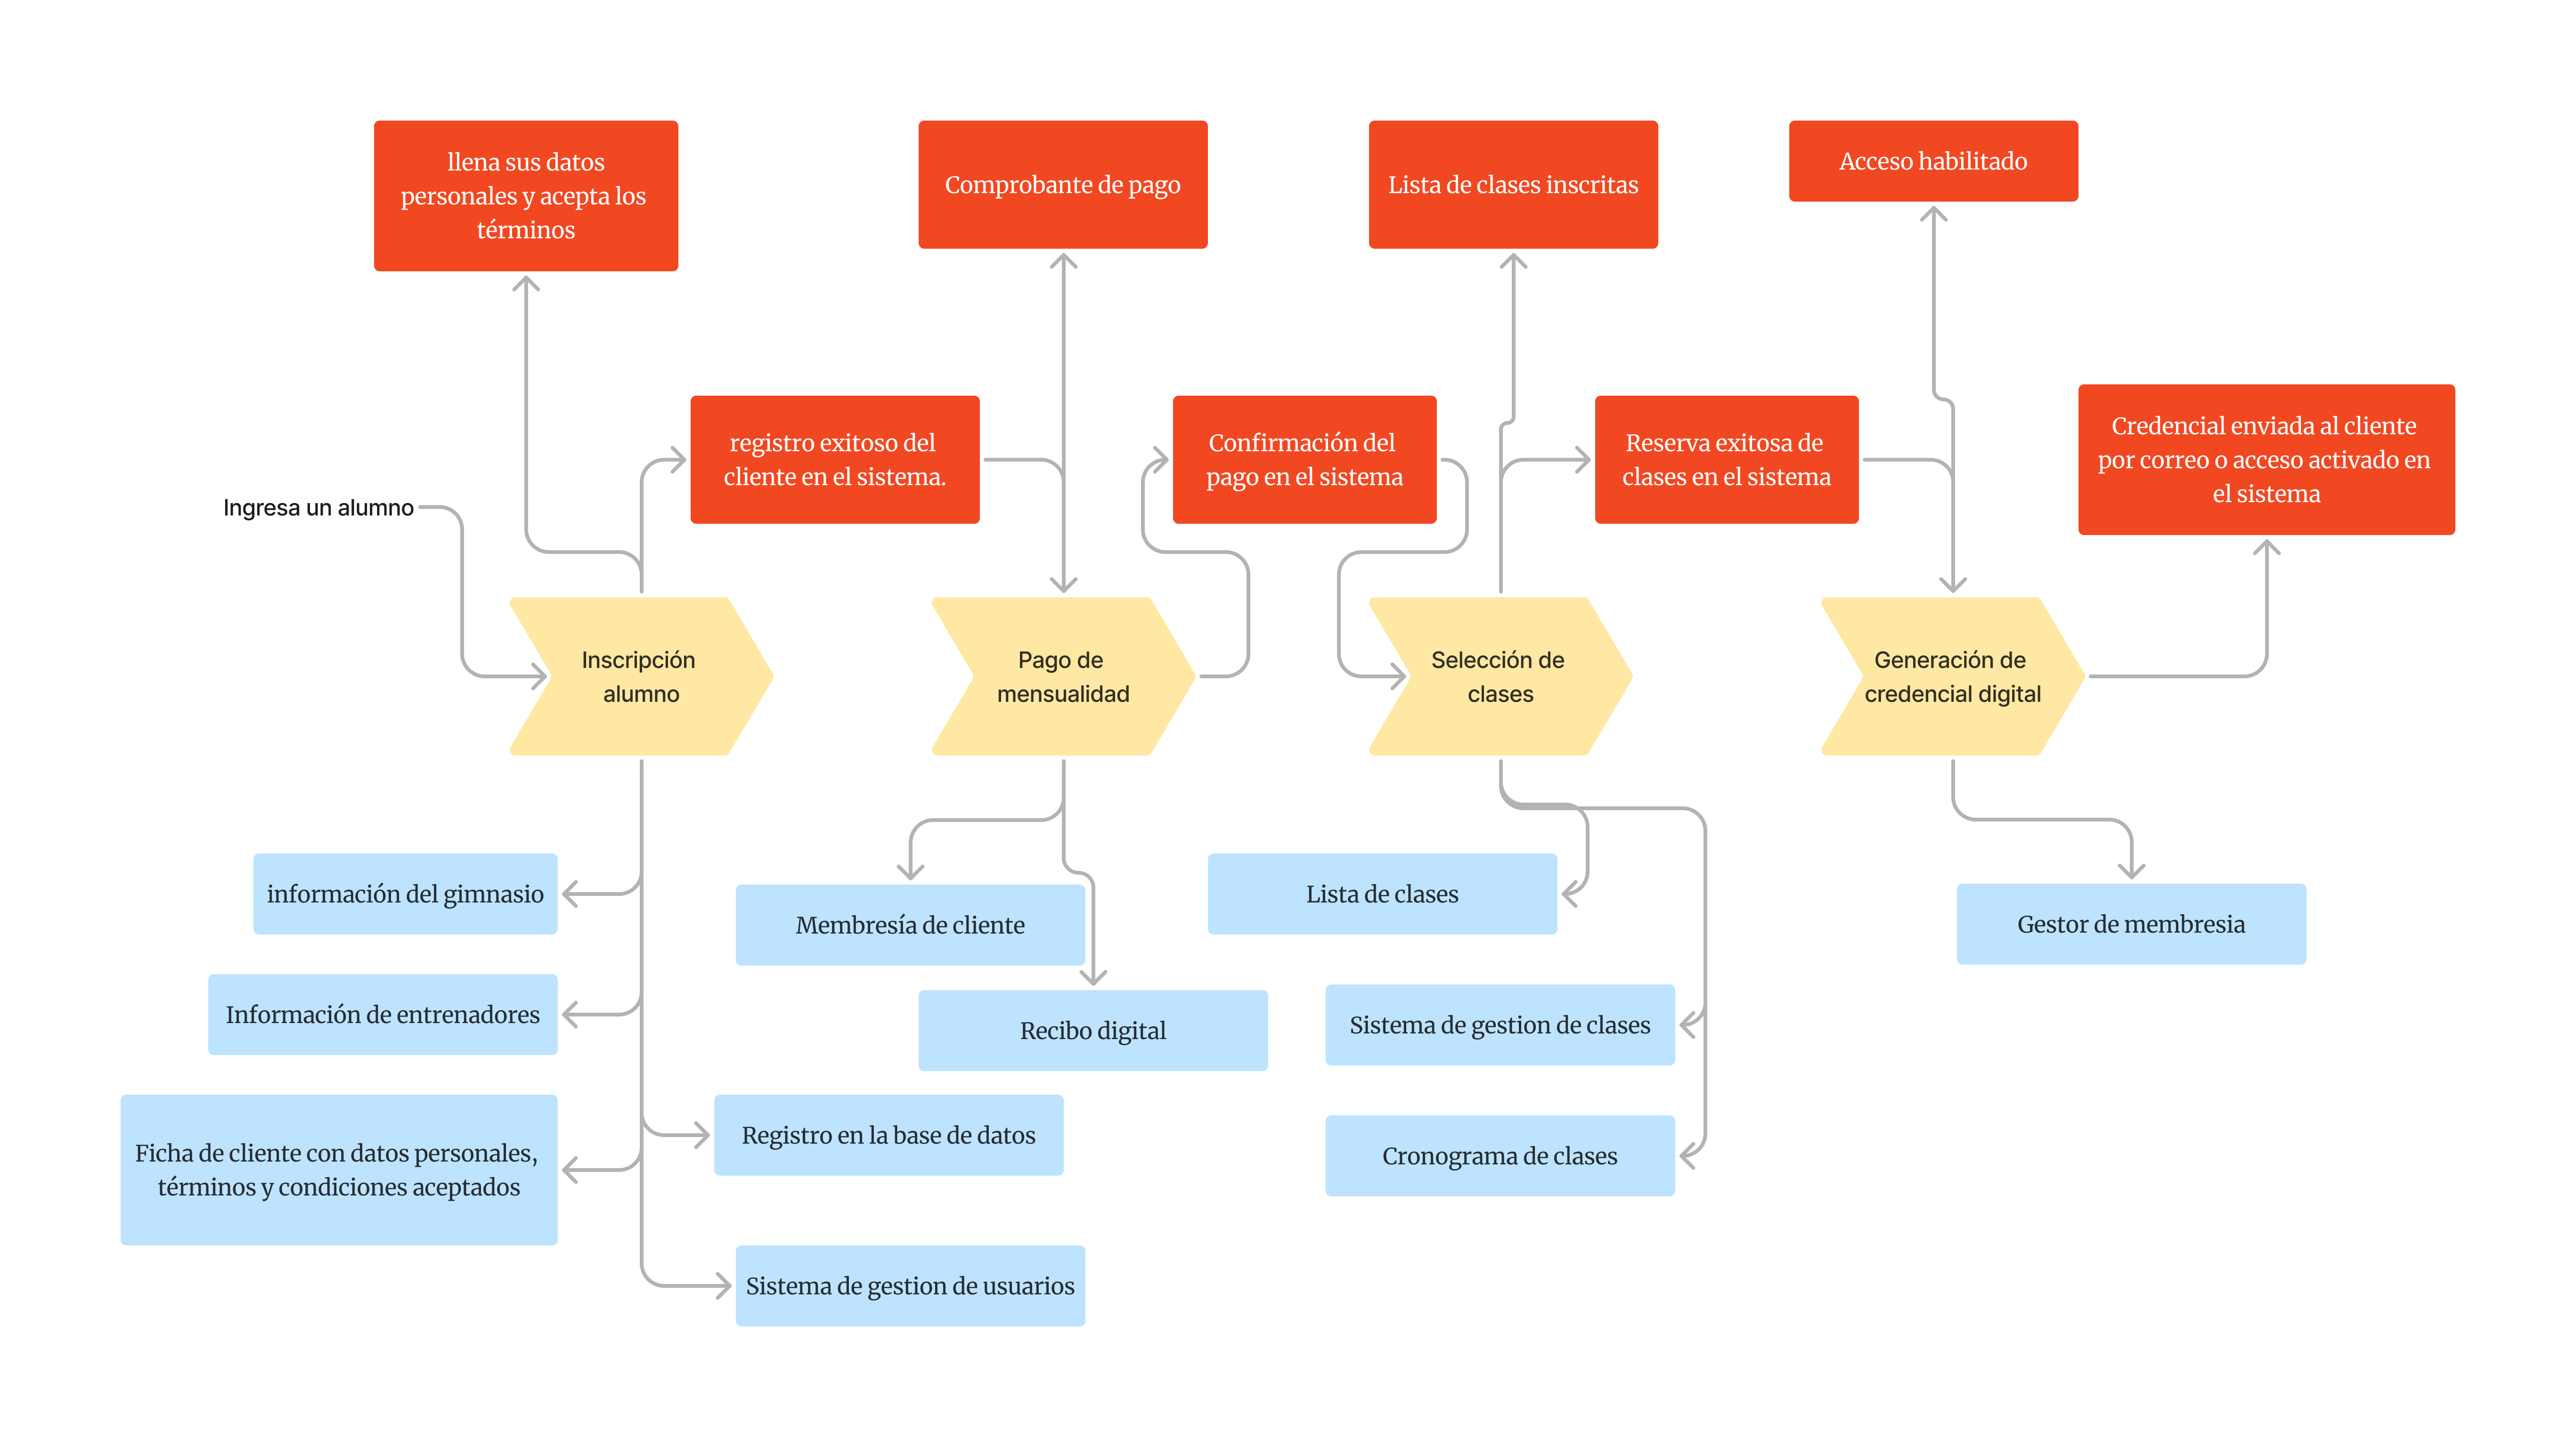 llena sus datos
personales y acepta los
términos
Comprobante de pago
Lista de clases inscritas
Acceso habilitado
registro exitoso del
cliente en el sistema.
Confirmación del
pago en el sistema
Reserva exitosa de
clases en el sistema
Credencial enviada al cliente
por correo o acceso activado en
el sistema
Ingresa un alumno
Inscripción
alumno
Pago de
mensualidad
Selección de
clases
Generación de
credencial digital
información del gimnasio
Membresía de cliente
Lista de clases
Gestor de membresia
Información de entrenadores
Recibo digital
Sistema de gestion de clases
Ficha de cliente con datos personales,
términos y condiciones aceptados
Registro en la base de datos
Cronograma de clases
Sistema de gestion de usuarios